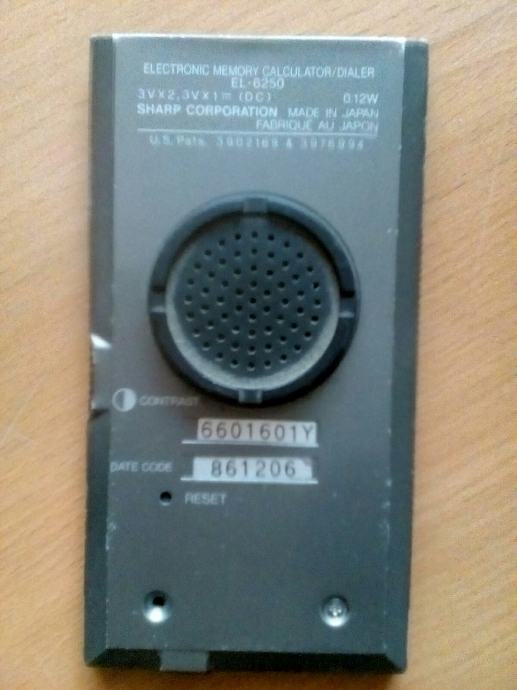 ELECTRONIC MEMORY CALCULATOR/DIALER
EL-6250
3V×2,3V×1⎓ (DC) 0.12W
SHARP CORPORATION MADE IN JAPAN
FABRIQUE AU JAPON
U.S. Pats. 3902169 & 3976994
CONTRAST
6601601Y
DATE CODE 861206
RESET